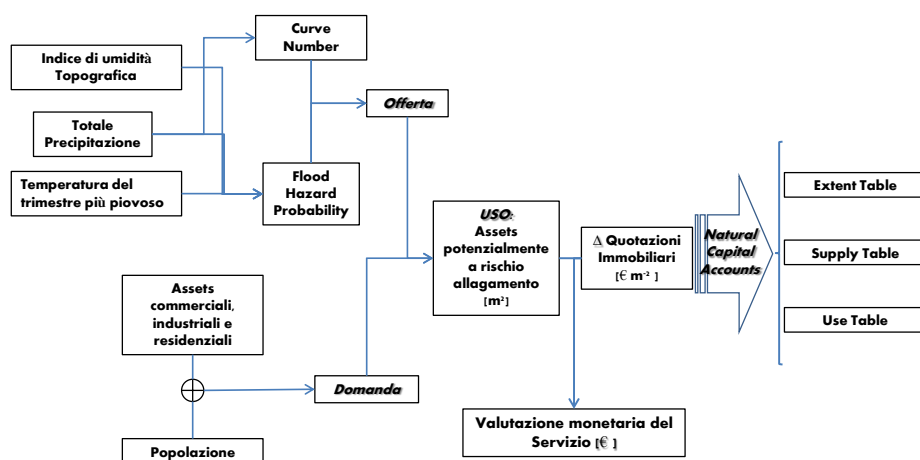 Curve
Number
Indice di umidità
Topografica
Offerta
Totale
Precipitazione
Temperatura del
trimestre più piovoso
Flood
Hazard
Probability
USO:
Assets
potenzialmente
a rischio
allagamento
[m²]
Δ Quotazioni
Immobiliari
[€ m⁻² ]
Natural
Capital
Accounts
Extent Table
Supply Table
Use Table
Assets
commerciali,
industriali e
residenziali
Domanda
Popolazione
Valutazione monetaria del
Servizio [€ ]